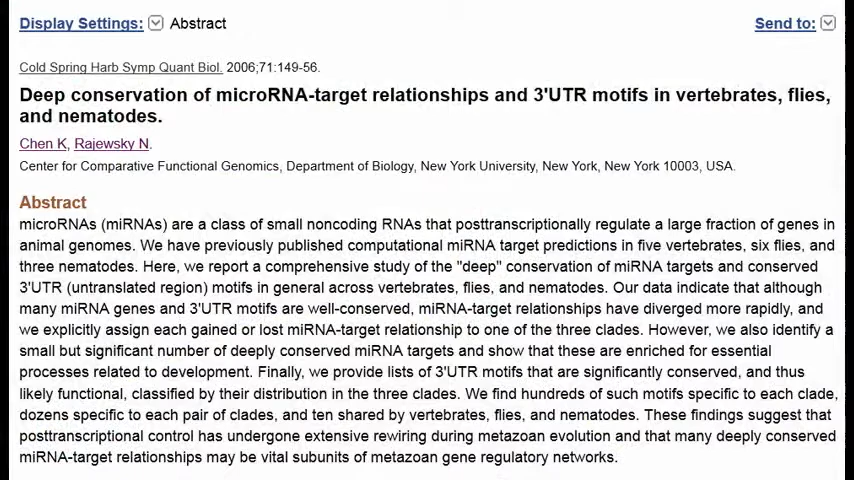 Display Settings: Abstract Send to:
Cold Spring Harb Symp Quant Biol. 2006;71:149-56.
Deep conservation of microRNA-target relationships and 3'UTR motifs in vertebrates, flies,
and nematodes.
Chen K, Rajewsky N.
Center for Comparative Functional Genomics, Department of Biology, New York University, New York, New York 10003, USA.
Abstract
microRNAs (miRNAs) are a class of small noncoding RNAs that posttranscriptionally regulate a large fraction of genes in
animal genomes. We have previously published computational miRNA target predictions in five vertebrates, six flies, and
three nematodes. Here, we report a comprehensive study of the "deep" conservation of miRNA targets and conserved
3'UTR (untranslated region) motifs in general across vertebrates, flies, and nematodes. Our data indicate that although
many miRNA genes and 3'UTR motifs are well-conserved, miRNA-target relationships have diverged more rapidly, and
we explicitly assign each gained or lost miRNA-target relationship to one of the three clades. However, we also identify a
small but significant number of deeply conserved miRNA targets and show that these are enriched for essential
processes related to development. Finally, we provide lists of 3'UTR motifs that are significantly conserved, and thus
likely functional, classified by their distribution in the three clades. We find hundreds of such motifs specific to each clade,
dozens specific to each pair of clades, and ten shared by vertebrates, flies, and nematodes. These findings suggest that
posttranscriptional control has undergone extensive rewiring during metazoan evolution and that many deeply conserved
miRNA-target relationships may be vital subunits of metazoan gene regulatory networks.